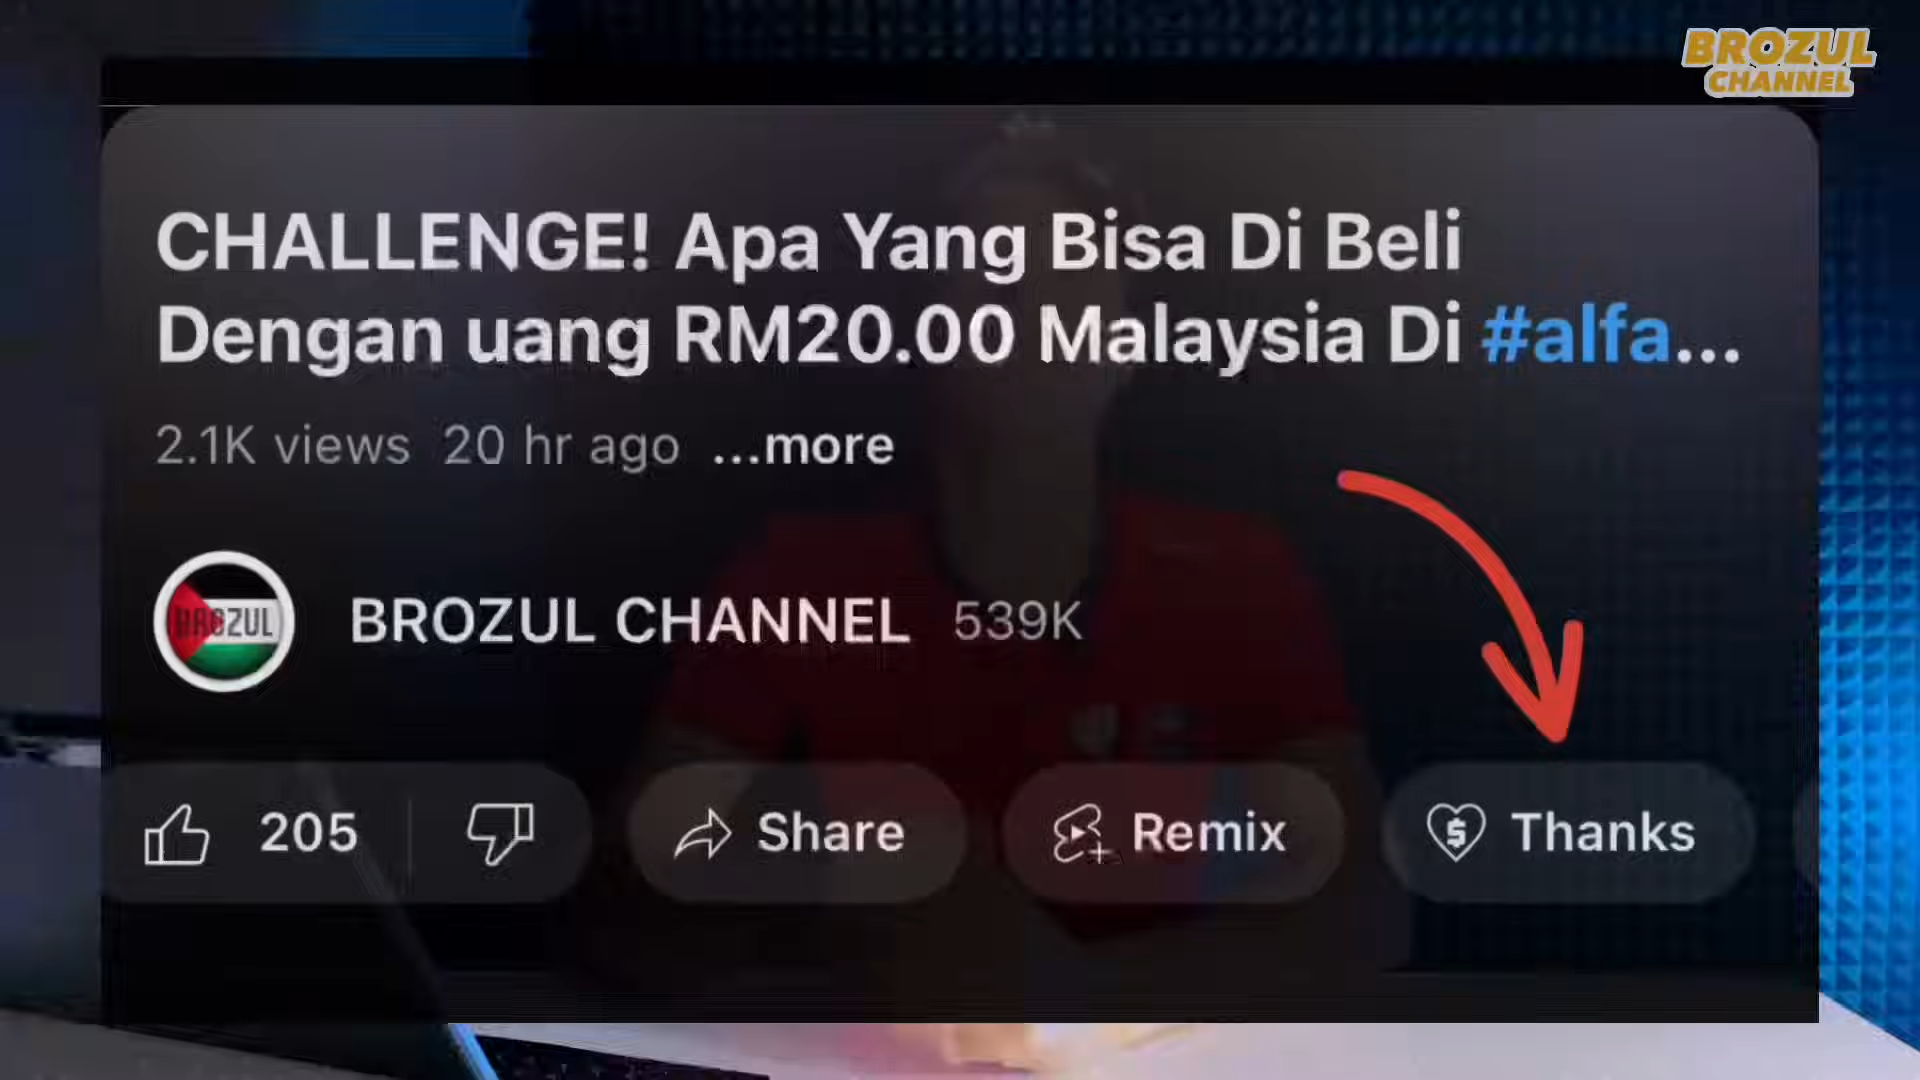 BROZUL
CHANNEL
CHALLENGE! Apa Yang Bisa Di Beli
Dengan uang RM20.00 Malaysia Di #alfa...
2.1K views 20 hr ago ...more
BROZUL
BROZUL CHANNEL 539K
205
Share
Remix
Thanks